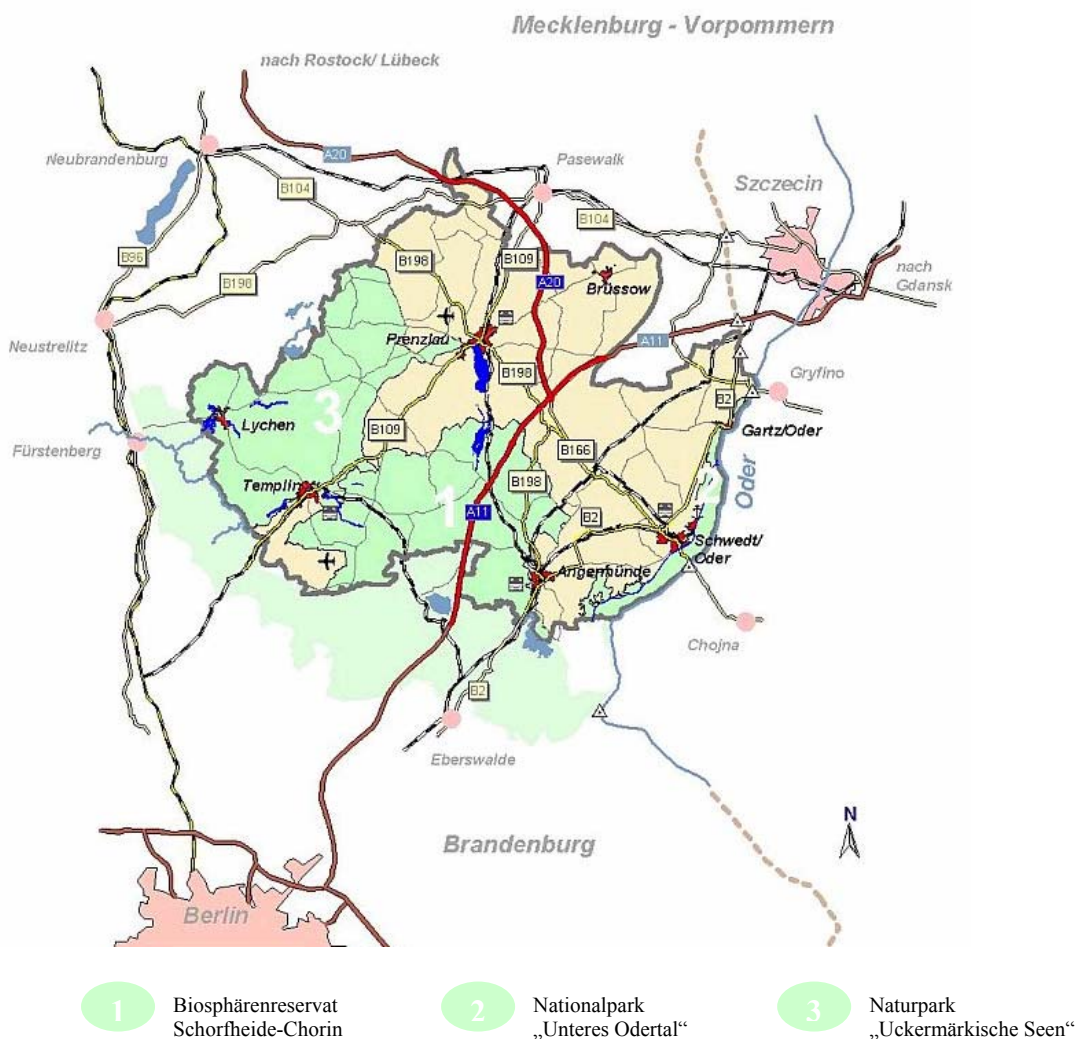 Mecklenburg - Vorpommern
nach Rostock/ Lübeck
Neubrandenburg
A20
Pasewalk
B104
Szczecin
B104
B96
B198
B198
B109
A20
Brüssow
nach
Gdansk
Neustrelitz
Prenzlau
A11
B198
Gryfino
3
B2
Lychen
B109
Gartz/Oder
Fürstenberg
B166
Oder
Templin
B198
2
1
A11
B2
Schwedt/
Oder
Angermünde
Chojna
B2
Eberswalde
N
Brandenburg
Berlin
1
Biosphärenreservat
Schorfheide-Chorin
2
Nationalpark
„Unteres Odertal“
3
Naturpark
„Uckermärkische Seen“